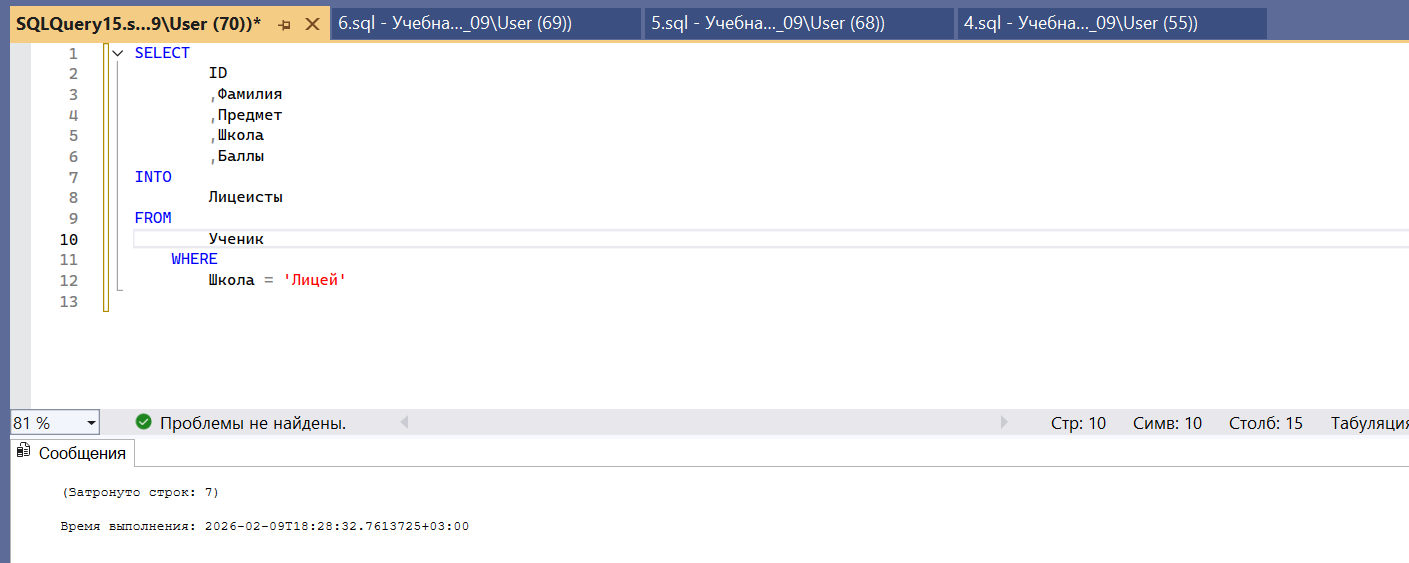 SQLQuery15.s...9\User (70))*
6.sql - Учебна..._09\User (69))
5.sql - Учебна..._09\User (68))
4.sql - Учебна..._09\User (55))
1 SELECT
2 ID
3 ,Фамилия
4 ,Предмет
5 ,Школа
6 ,Баллы
7 INTO
8 Лицеисты
9 FROM
10 Ученик
11 WHERE
12 Школа = 'Лицей'
13
81 % Проблемы не найдены. Стр: 10 Симв: 10 Столб: 15 Табуляция
Сообщения
(Затронуто строк: 7)
Время выполнения: 2026-02-09T18:28:32.7613725+03:00